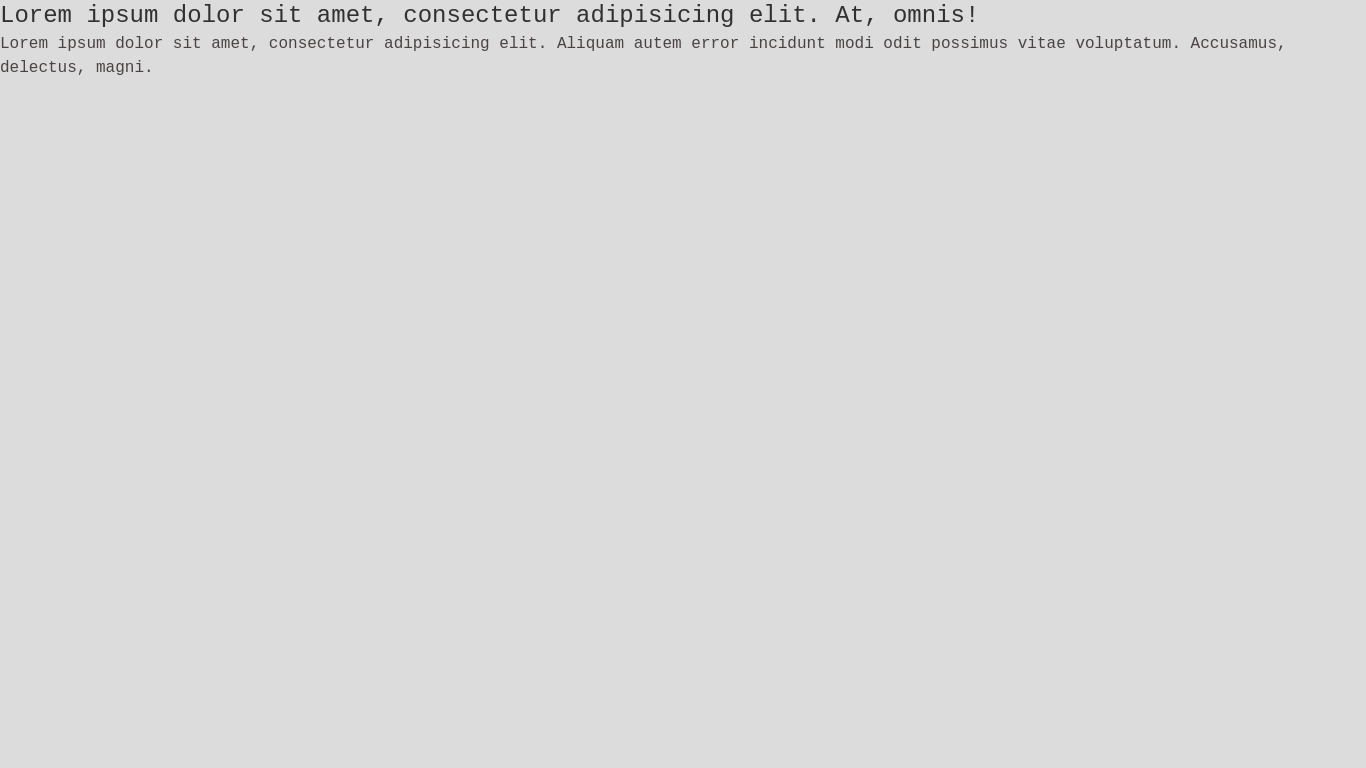 Lorem ipsum dolor sit amet, consectetur adipisicing elit. At, omnis!
Lorem ipsum dolor sit amet, consectetur adipisicing elit. Aliquam autem error incidunt modi odit possimus vitae voluptatum. Accusamus,
delectus, magni.